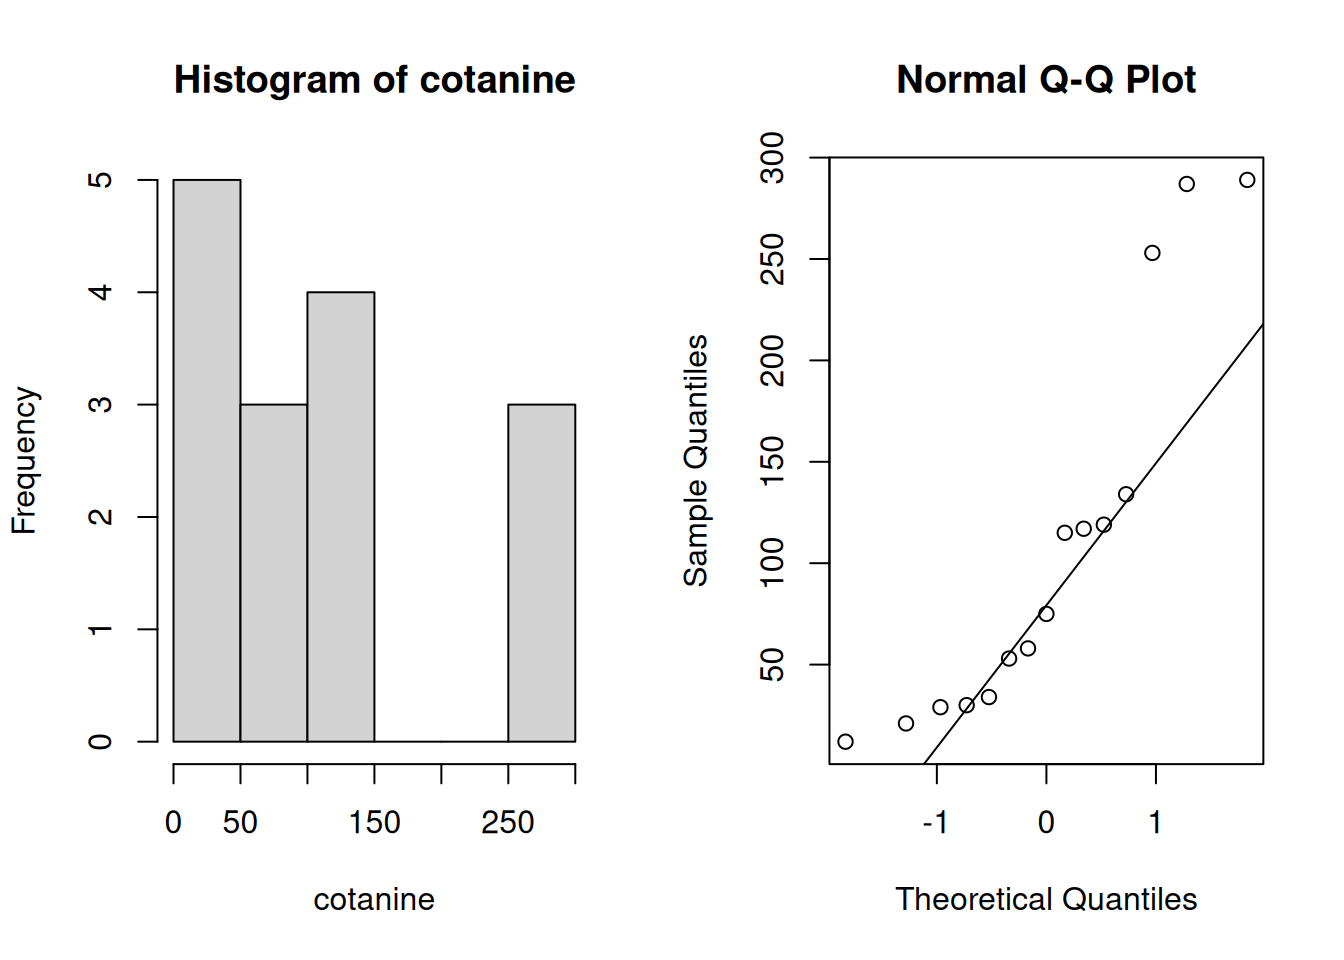 Histogram of cotanine
Frequency
5
4
3
2
1
0
0 50 150 250
cotanine
Normal Q-Q Plot
Sample Quantiles
300
250
200
150
100
50
-1 0 1
Theoretical Quantiles